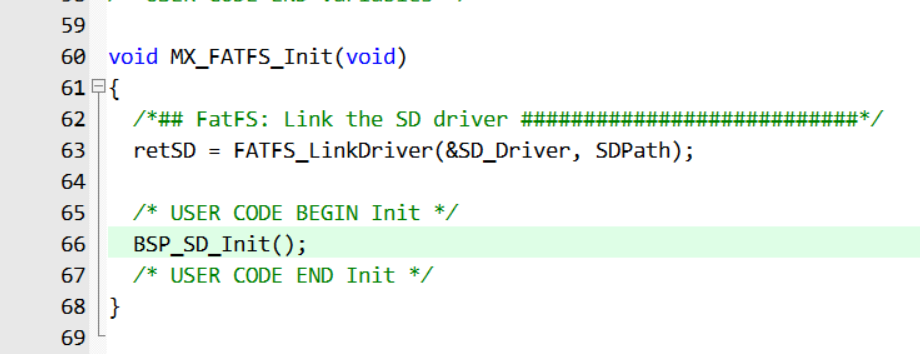 59
60 void MX_FATFS_Init(void)
61 {
62 /*## FatFS: Link the SD driver ###########################*/
63 retSD = FATFS_LinkDriver(&SD_Driver, SDPath);
64
65 /* USER CODE BEGIN Init */
66 BSP_SD_Init();
67 /* USER CODE END Init */
68 }
69